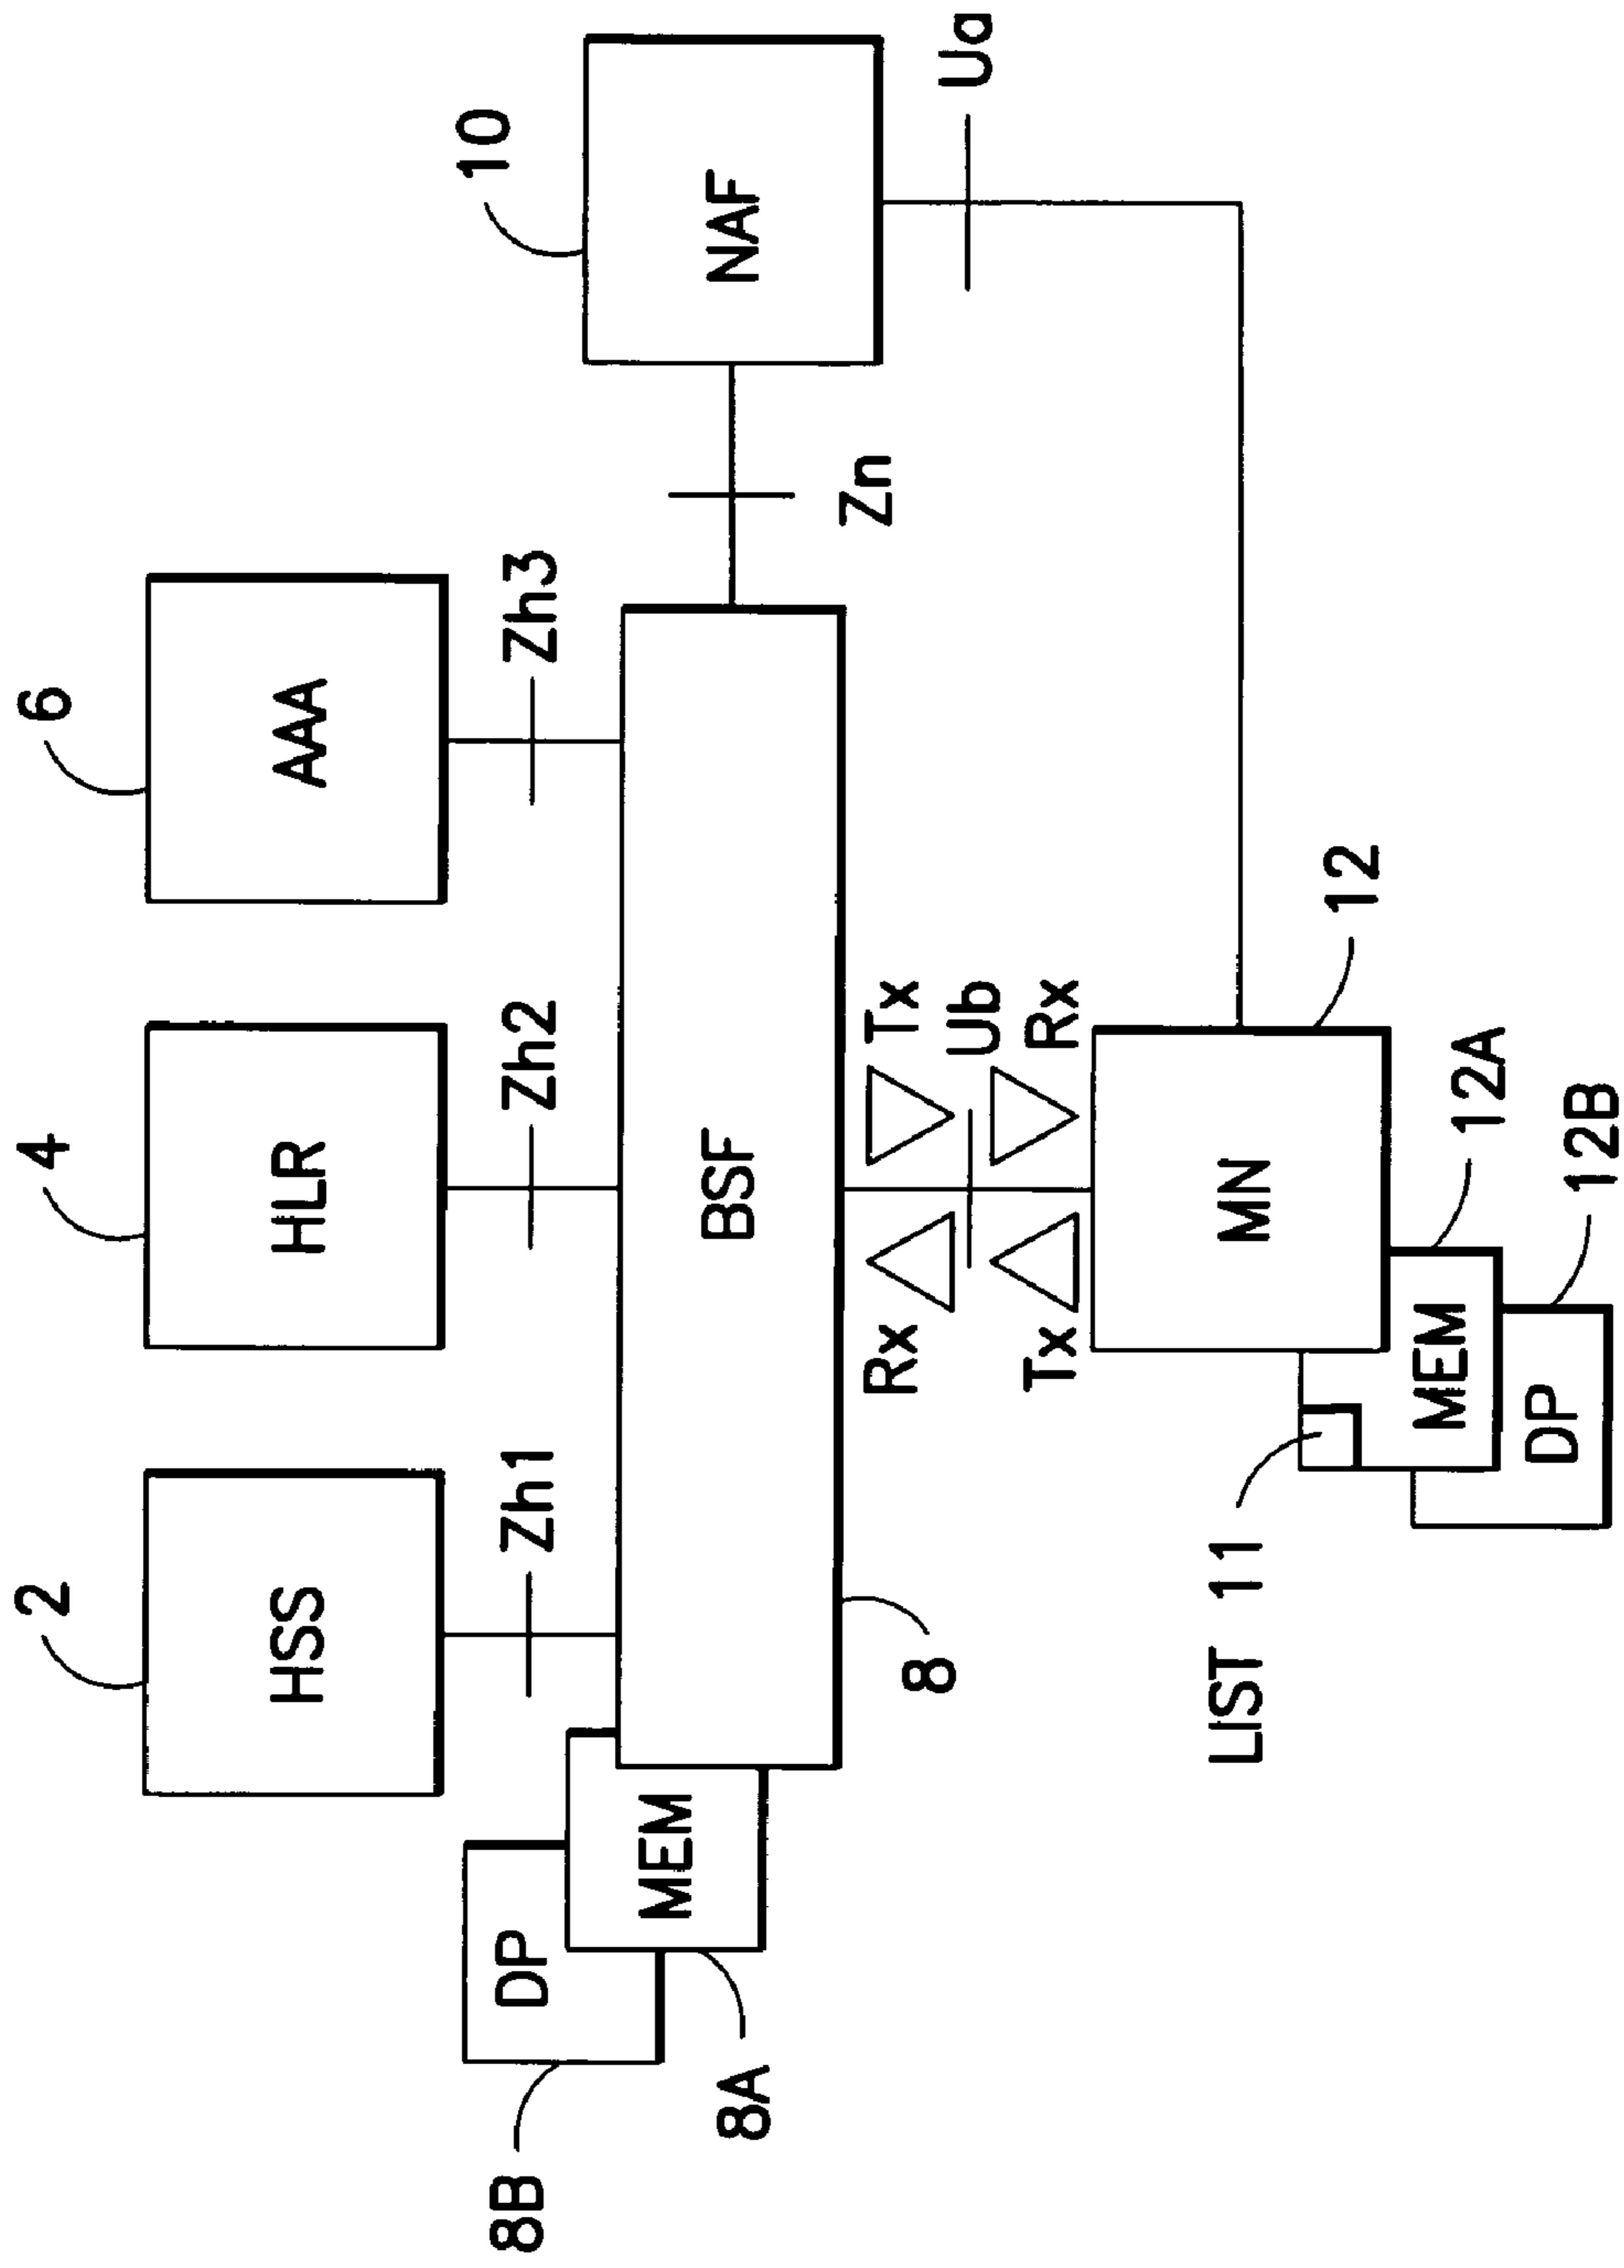 2
4
6
HSS
HLR
AAA
10
8B
DP
Zh1
Zh2
Zh3
8A
MEM
BSF
NAF
Zn
8
Rx
Tx
Ub
Ua
Tx
Rx
LIST 11
MN
12
MEM
12A
DP
12B